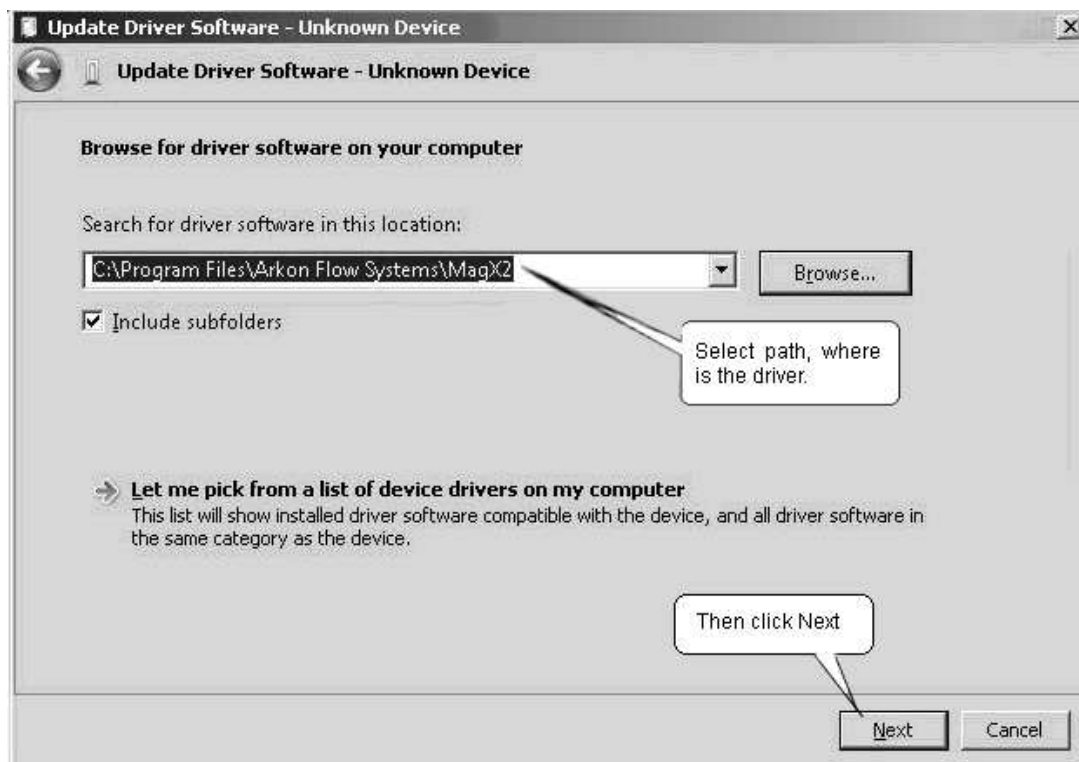 Update Driver Software - Unknown Device
Update Driver Software - Unknown Device
Browse for driver software on your computer
Search for driver software in this location:
C:\Program Files\Arkon Flow Systems\MagX2
Browse...
Include subfolders
Select path, where
is the driver.
Let me pick from a list of device drivers on my computer
This list will show installed driver software compatible with the device, and all driver software in
the same category as the device.
Then click Next
Next
Cancel